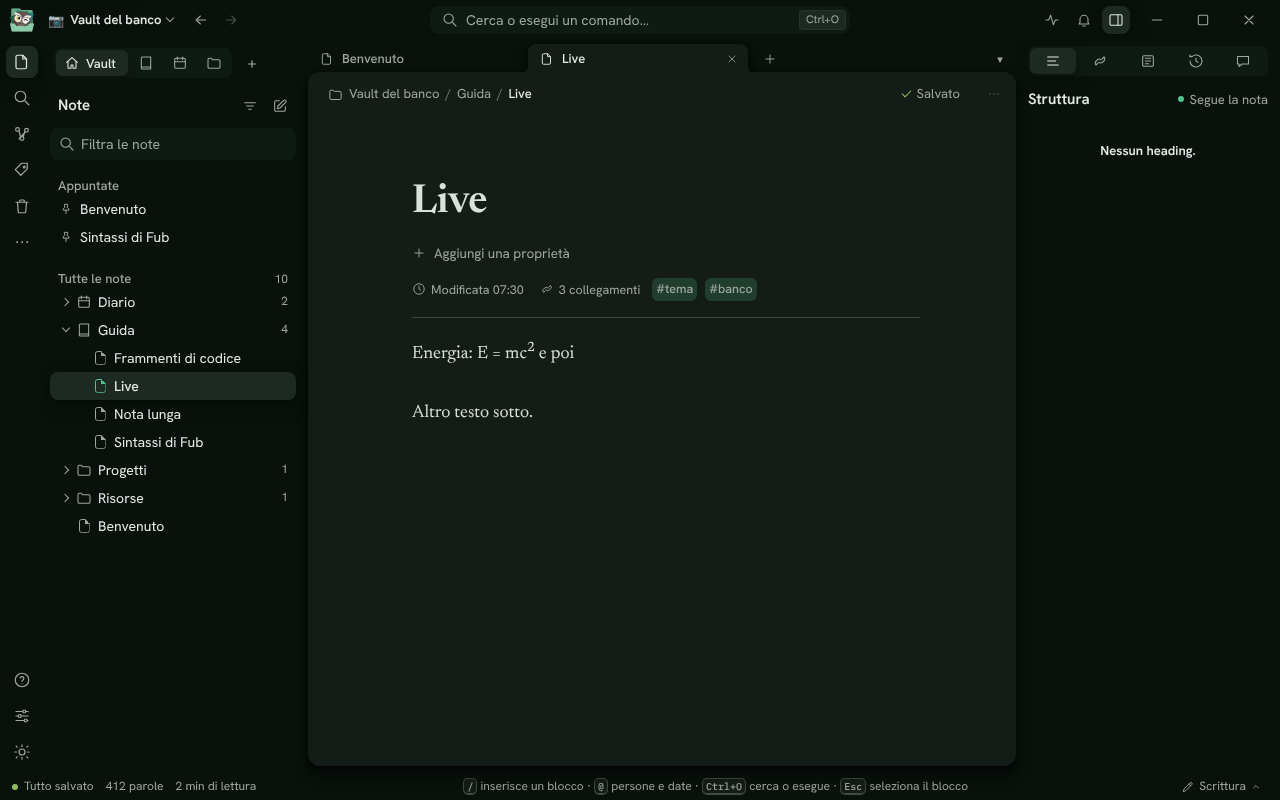 Vault del banco
Cerca o esegui un comando...
Ctrl+O
Vault
Benvenuto
Live
Note
Filtra le note
Appuntate
Benvenuto
Sintassi di Fub
Tutte le note 10
Diario 2
Guida 4
Frammenti di codice
Live
Nota lunga
Sintassi di Fub
Progetti 1
Risorse 1
Benvenuto
Vault del banco / Guida / Live
Salvato
Live
Aggiungi una proprietà
Modificata 07:30 3 collegamenti #tema #banco
Energia: E = mc² e poi
Altro testo sotto.
Struttura
Segue la nota
Nessun heading.
Tutto salvato 412 parole 2 min di lettura
/ inserisce un blocco · @ persone e date · Ctrl+O cerca o esegue · Esc seleziona il blocco
Scrittura